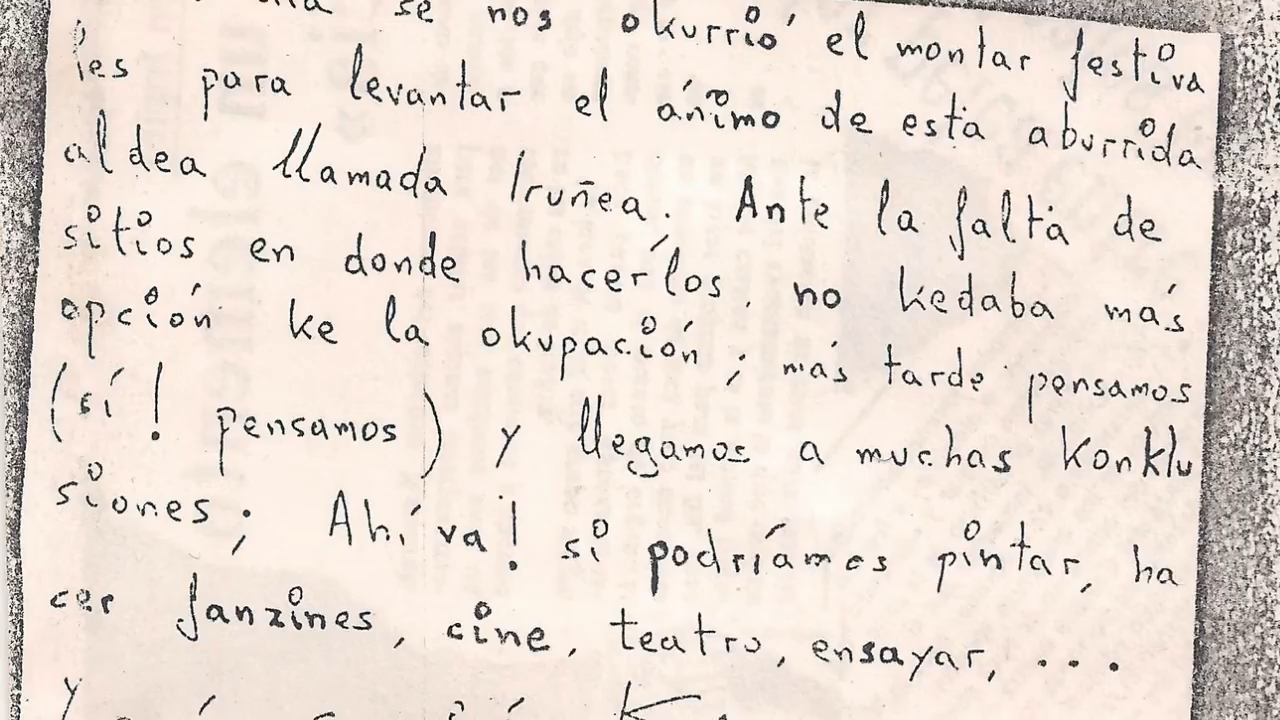 se nos okurrió el montar festiva
les para levantar el ánimo de esta aburrida
aldea llamada Iruñea. Ante la falta de
sitios en donde hacerlos, no kedaba más
opción ke la okupación; más tarde pensamos
(sí! pensamos) y llegamos a muchas konklu
siones; Ahí va! si podríamos pintar, ha
cer fanzines, cine, teatro, ensayar, ...
y